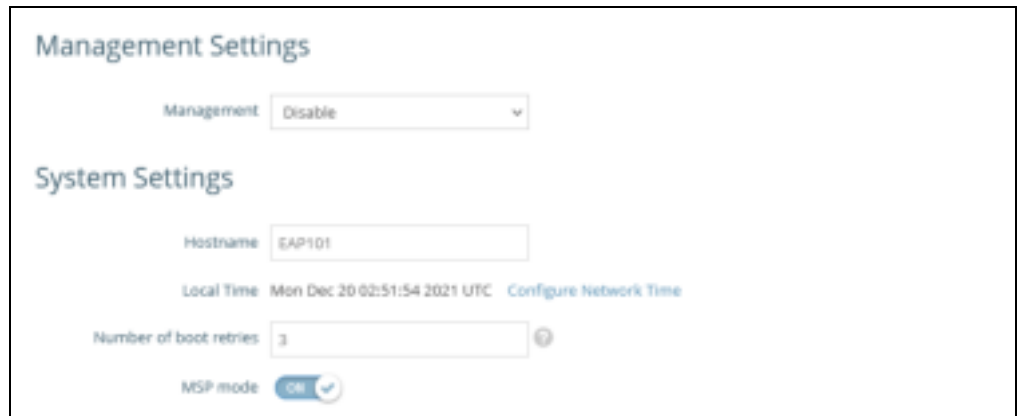 Management Settings
Management Disable
System Settings
Hostname EAP101
Local Time Mon Dec 20 02:51:54 2021 UTC Configure Network Time
Number of boot retries 3 ?
MSP mode ON